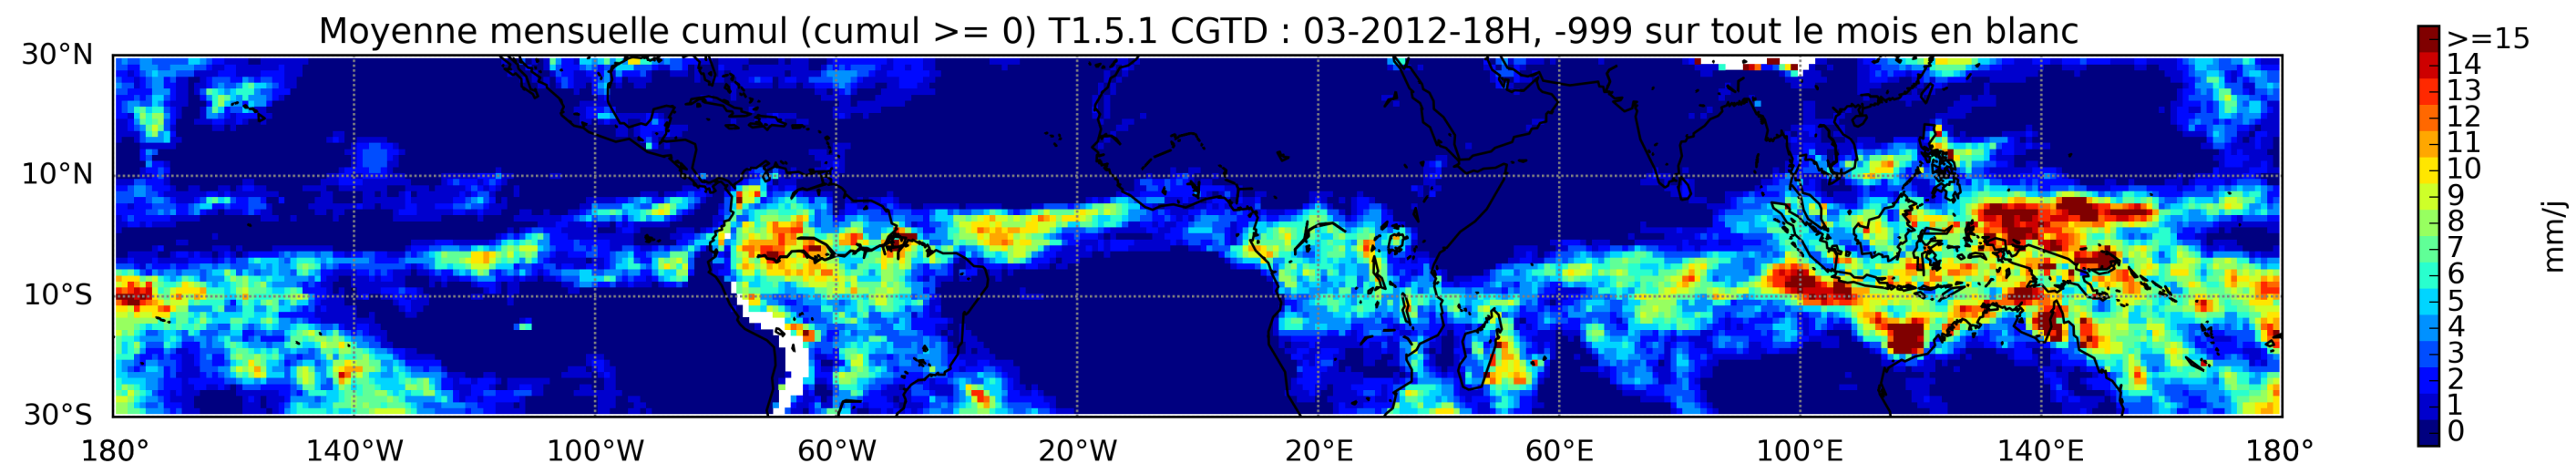 Moyenne mensuelle cumul (cumul >= 0) T1.5.1 CGTD : 03-2012-18H, -999 sur tout le mois en blanc
30°N
10°N
10°S
30°S
180°
140°W
100°W
60°W
20°W
20°E
60°E
100°E
140°E
180°
>=15
14
13
12
11
10
9
8
7
6
5
4
3
2
1
0
mm/j